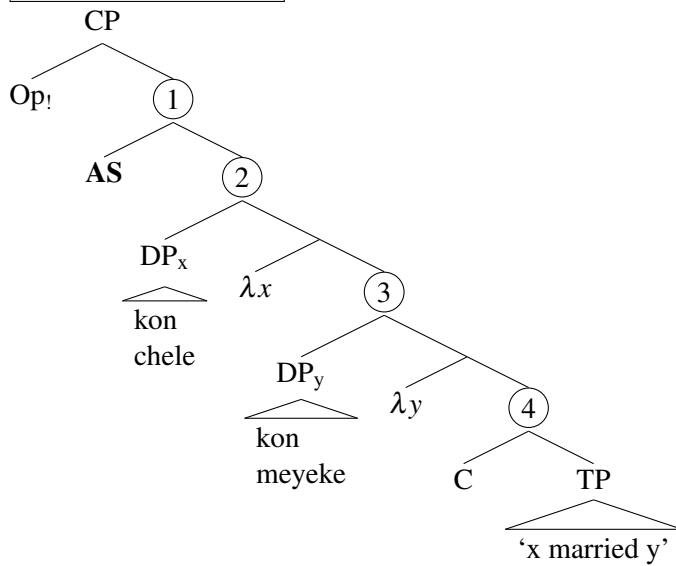 CP
Op! ①
AS ②
DPx λx ③
kon
chele
DPy λy ④
kon
meyeke
C TP
‘x married y’